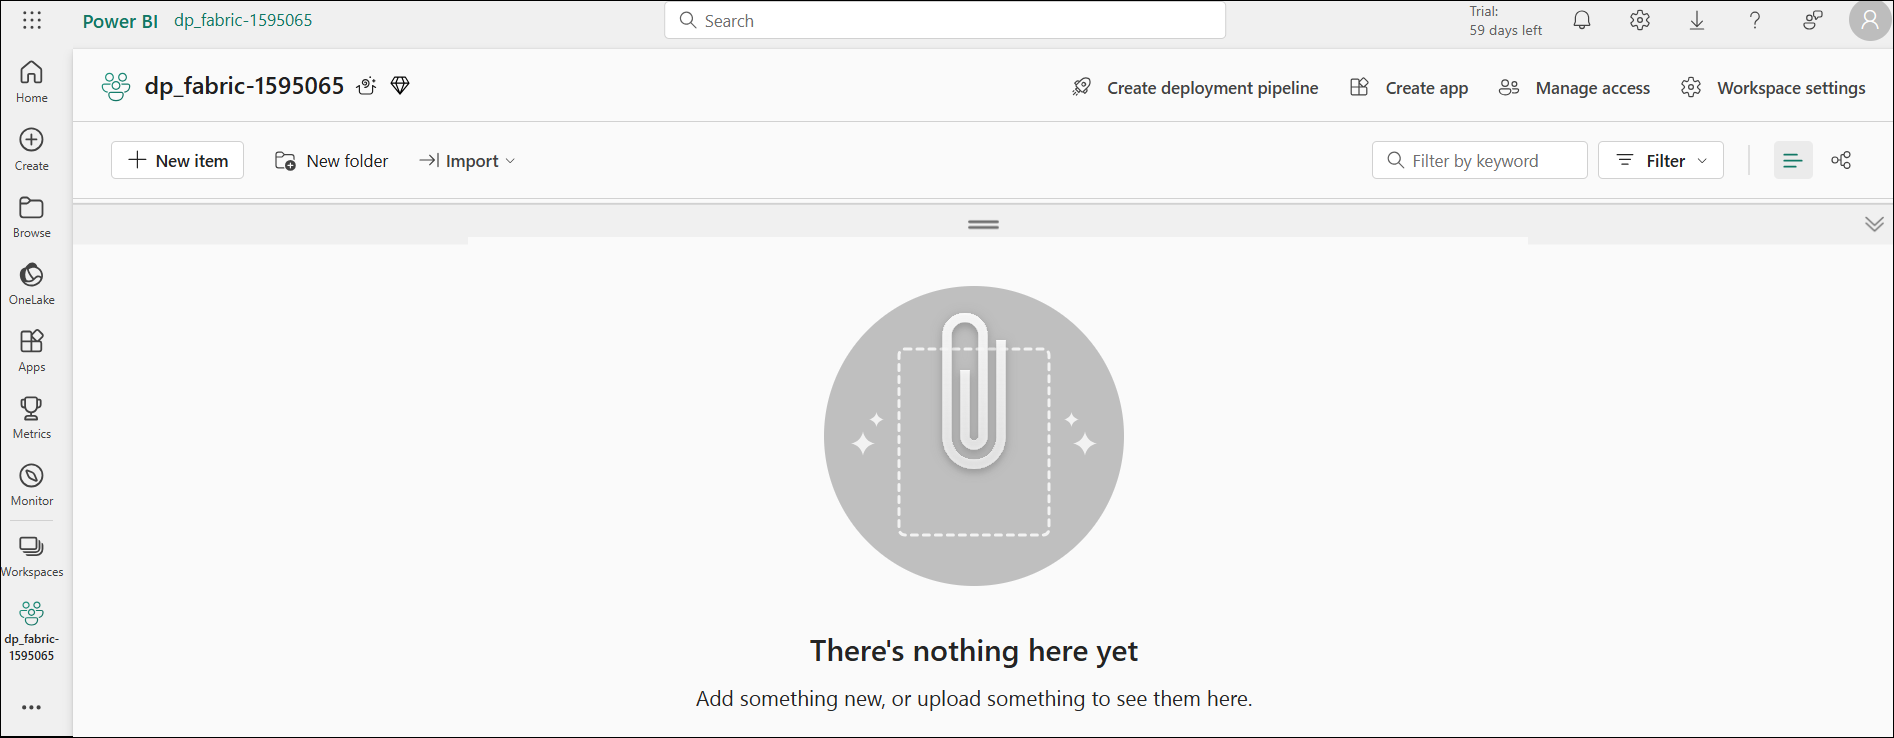 Power BI dp_fabric-1595065
Search
Trial:
59 days left
Home
Create
Browse
OneLake
Apps
Metrics
Monitor
Workspaces
dp_fabric-
1595065
dp_fabric-1595065
Create deployment pipeline
Create app
Manage access
Workspace settings
New item
New folder
Import
Filter by keyword
Filter
There's nothing here yet
Add something new, or upload something to see them here.